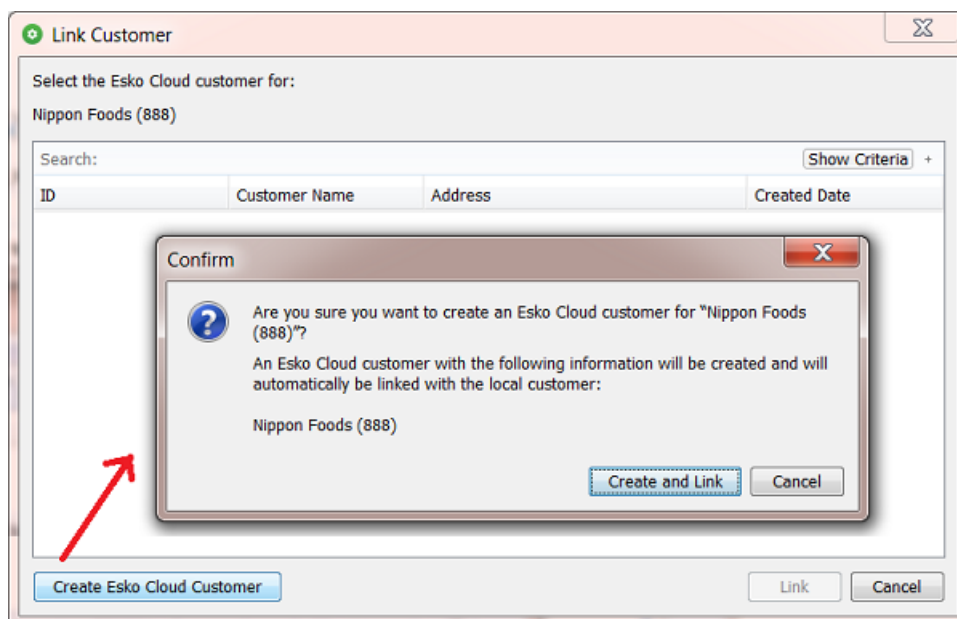 Link Customer
Select the Esko Cloud customer for:
Nippon Foods (888)
Search:
Show Criteria +
ID Customer Name Address Created Date
Confirm
Are you sure you want to create an Esko Cloud customer for “Nippon Foods
(888)”?
An Esko Cloud customer with the following information will be created and will
automatically be linked with the local customer:
Nippon Foods (888)
Create and Link Cancel
Create Esko Cloud Customer Link Cancel